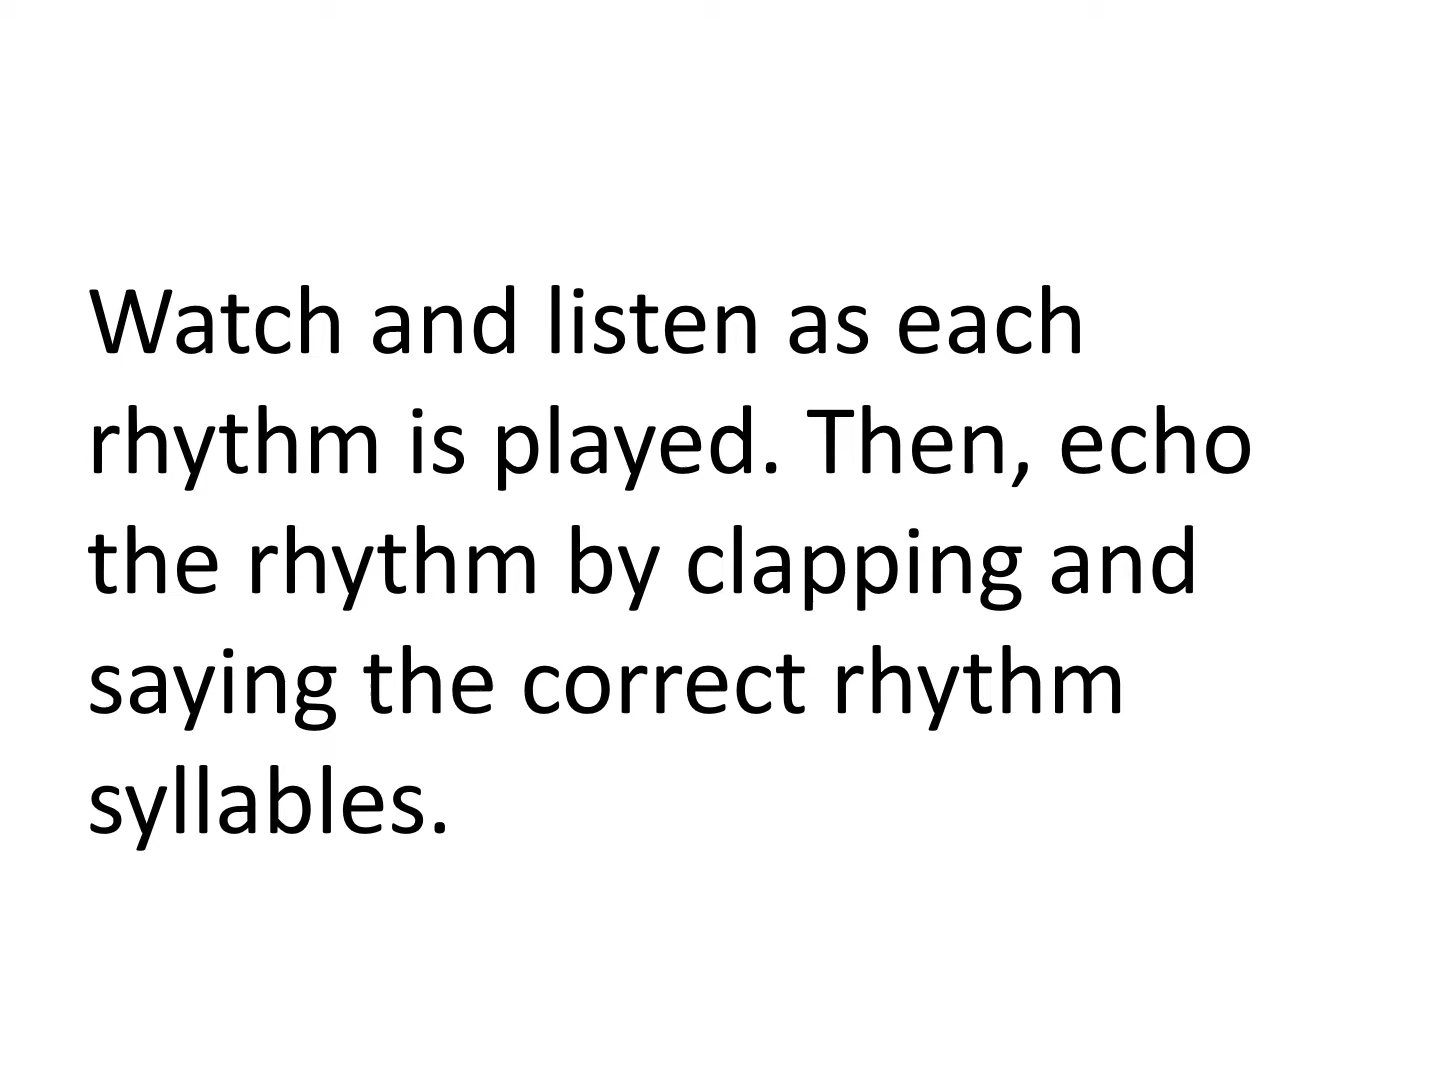 Watch and listen as each
rhythm is played. Then, echo
the rhythm by clapping and
saying the correct rhythm
syllables.